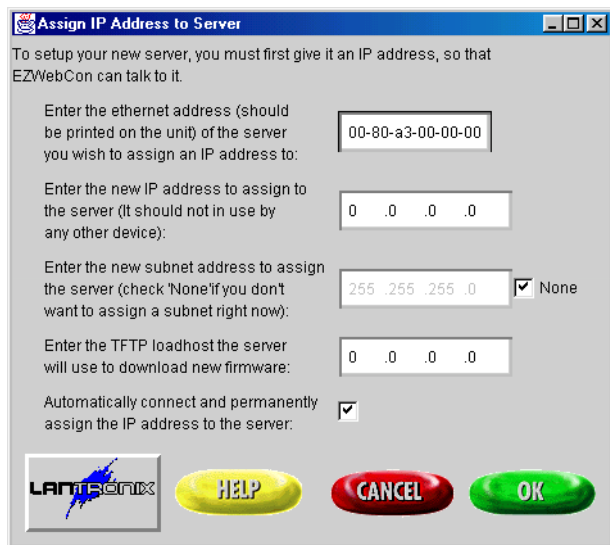 Assign IP Address to Server
To setup your new server, you must first give it an IP address, so that
EZWebCon can talk to it.
Enter the ethernet address (should
be printed on the unit) of the server
you wish to assign an IP address to:
00-80-a3-00-00-00
Enter the new IP address to assign to
the server (It should not in use by
any other device):
0 .0 .0 .0
Enter the new subnet address to assign
the server (check 'None'if you don't
want to assign a subnet right now):
255 .255 .255 .0
None
Enter the TFTP loadhost the server
will use to download new firmware:
0 .0 .0 .0
Automatically connect and permanently
assign the IP address to the server:
LANTRONIX
HELP
CANCEL
OK